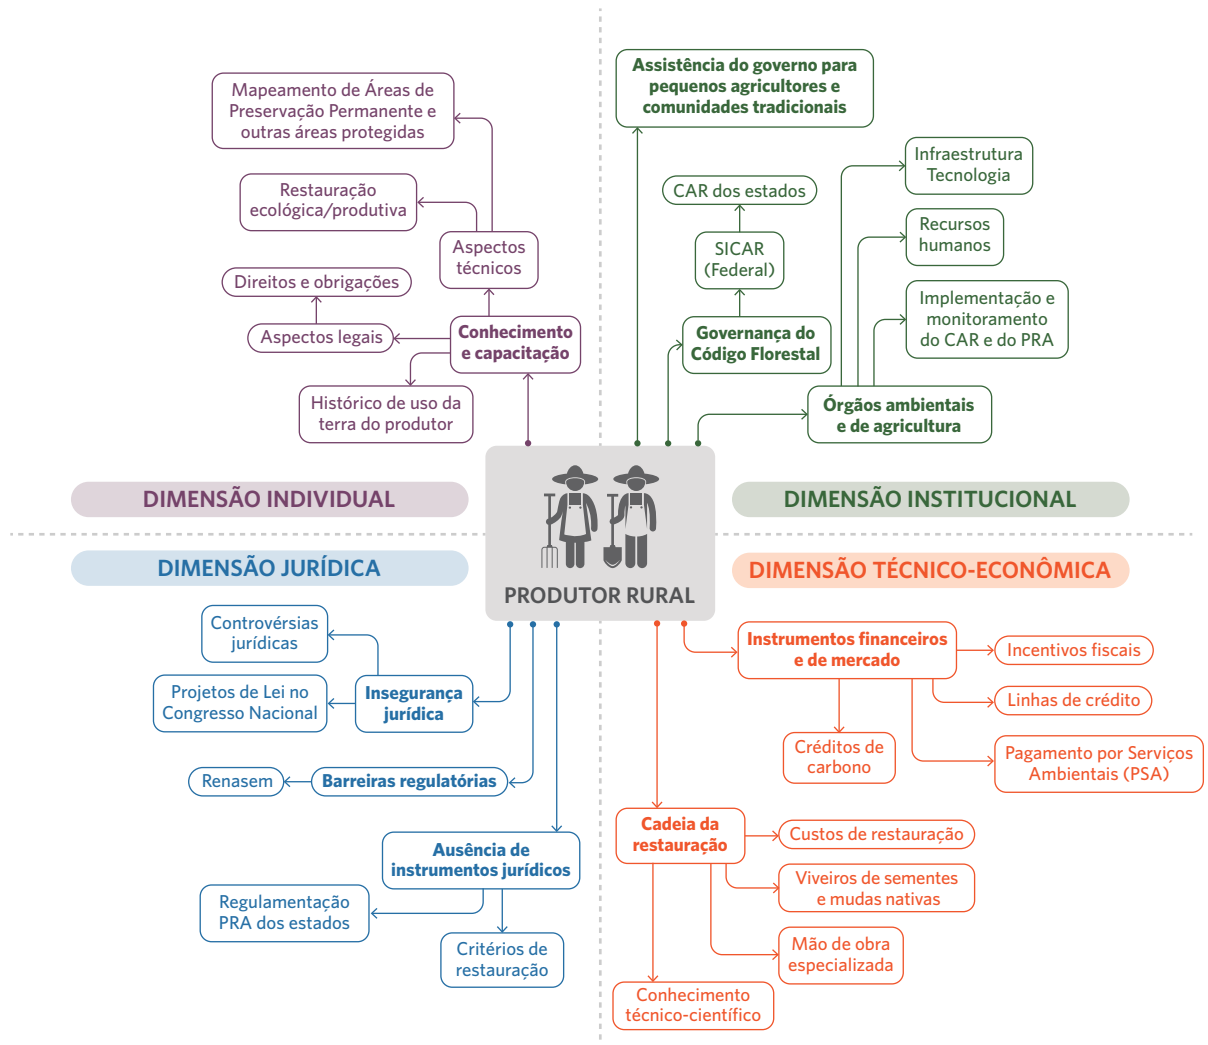 Mapeamento de Áreas de
Preservação Permanente e
outras áreas protegidas
Restauração
ecológica/produtiva
Aspectos
técnicos
Direitos e obrigações
Aspectos legais
Conhecimento
e capacitação
Histórico de uso da
terra do produtor
DIMENSÃO INDIVIDUAL
Assistência do governo para
pequenos agricultores e
comunidades tradicionais
CAR dos estados
SICAR
(Federal)
Governança do
Código Florestal
Infraestrutura
Tecnologia
Recursos
humanos
Implementação e
monitoramento
do CAR e do PRA
Órgãos ambientais
e de agricultura
DIMENSÃO INSTITUCIONAL
PRODUTOR RURAL
DIMENSÃO JURÍDICA
Controvérsias
jurídicas
Projetos de Lei no
Congresso Nacional
Insegurança
jurídica
Renasem
Barreiras regulatórias
Ausência de
instrumentos jurídicos
Regulamentação
PRA dos estados
Critérios de
restauração
DIMENSÃO TÉCNICO-ECONÔMICA
Instrumentos financeiros
e de mercado
Incentivos fiscais
Linhas de crédito
Créditos de
carbono
Pagamento por Serviços
Ambientais (PSA)
Cadeia da
restauração
Custos de restauração
Viveiros de sementes
e mudas nativas
Mão de obra
especializada
Conhecimento
técnico-científico